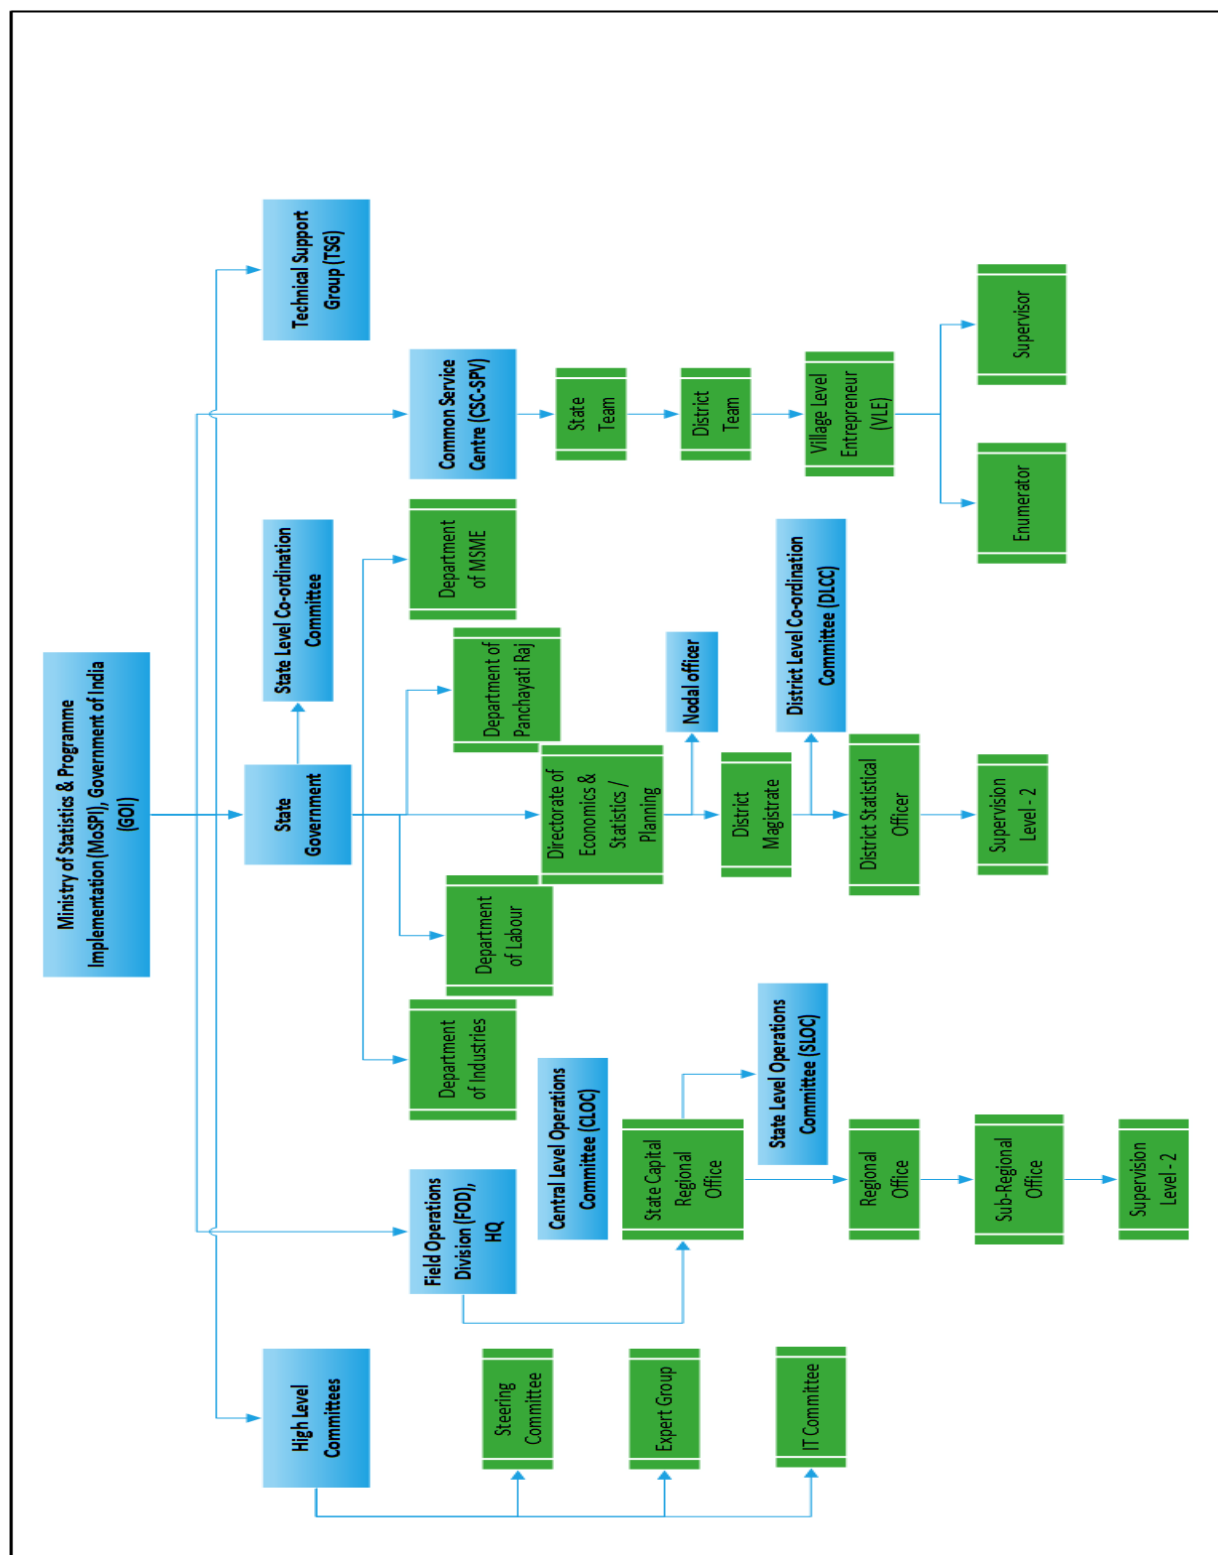 Ministry of Statistics & Programme
Implementation (MoSPI), Government of India
(GOI)
High Level
Committees
State
Government
State Level Co-ordination
Committee
Technical Support
Group (TSG)
Field Operations
Division (FOD),
HQ
Department
of Industries
Department
of Labour
Department of
Panchayati Raj
Department
of MSME
Common Service
Centre (CSC-SPV)
Steering
Committee
Central Level Operations
Committee (CLOC)
Directorate of
Economics &
Statistics /
Planning
State
Team
Expert Group
State Capital
Regional
Office
Nodal officer
District
Team
IT Committee
State Level Operations
Committee (SLOC)
District
Magistrate
District Level Co-ordination
Committee (DLCC)
Village Level
Entrepreneur
(VLE)
Regional
Office
District Statistical
Officer
Sub-Regional
Office
Supervision
Level - 2
Enumerator
Supervisor
Supervision
Level - 2